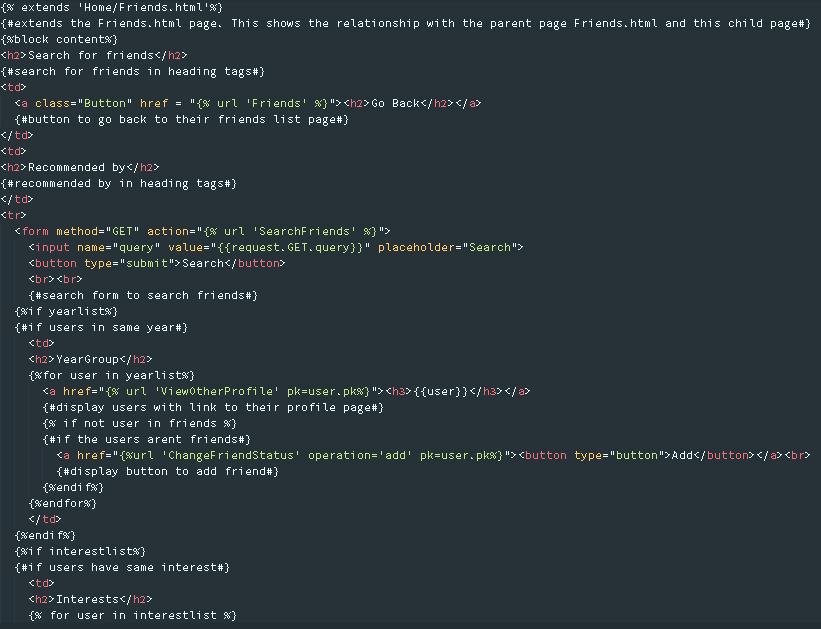 {% extends 'Home/Friends.html'%}
{#extends the Friends.html page. This shows the relationship with the parent page Friends.html and this child page#}
{%block content%}
<h2>Search for friends</h2>
{#search for friends in heading tags#}
<td>
<a class="Button" href = "{% url 'Friends' %}"><h2>Go Back</h2></a>
{#button to go back to their friends list page#}
</td>
<td>
<h2>Recommended by</h2>
{#recommended by in heading tags#}
</td>
<tr>
<form method="GET" action="{% url 'SearchFriends' %}">
<input name="query" value="{{request.GET.query}}" placeholder="Search">
<button type="submit">Search</button>
<br><br>
{#search form to search friends#}
{%if yearlist%}
{#if users in same year#}
<td>
<h2>YearGroup</h2>
{%for user in yearlist%}
<a href="{% url 'ViewOtherProfile' pk=user.pk%}"><h3>{{user}}</h3></a>
{#display users with link to their profile page#}
{% if not user in friends %}
{#if the users arent friends#}
<a href="{%url 'ChangeFriendStatus' operation='add' pk=user.pk%}"><button type="button">Add</button></a><br>
{#display button to add friend#}
{%endif%}
{%endfor%}
</td>
{%endif%}
{%if interestlist%}
{#if users have same interest#}
<td>
<h2>Interests</h2>
{% for user in interestlist %}